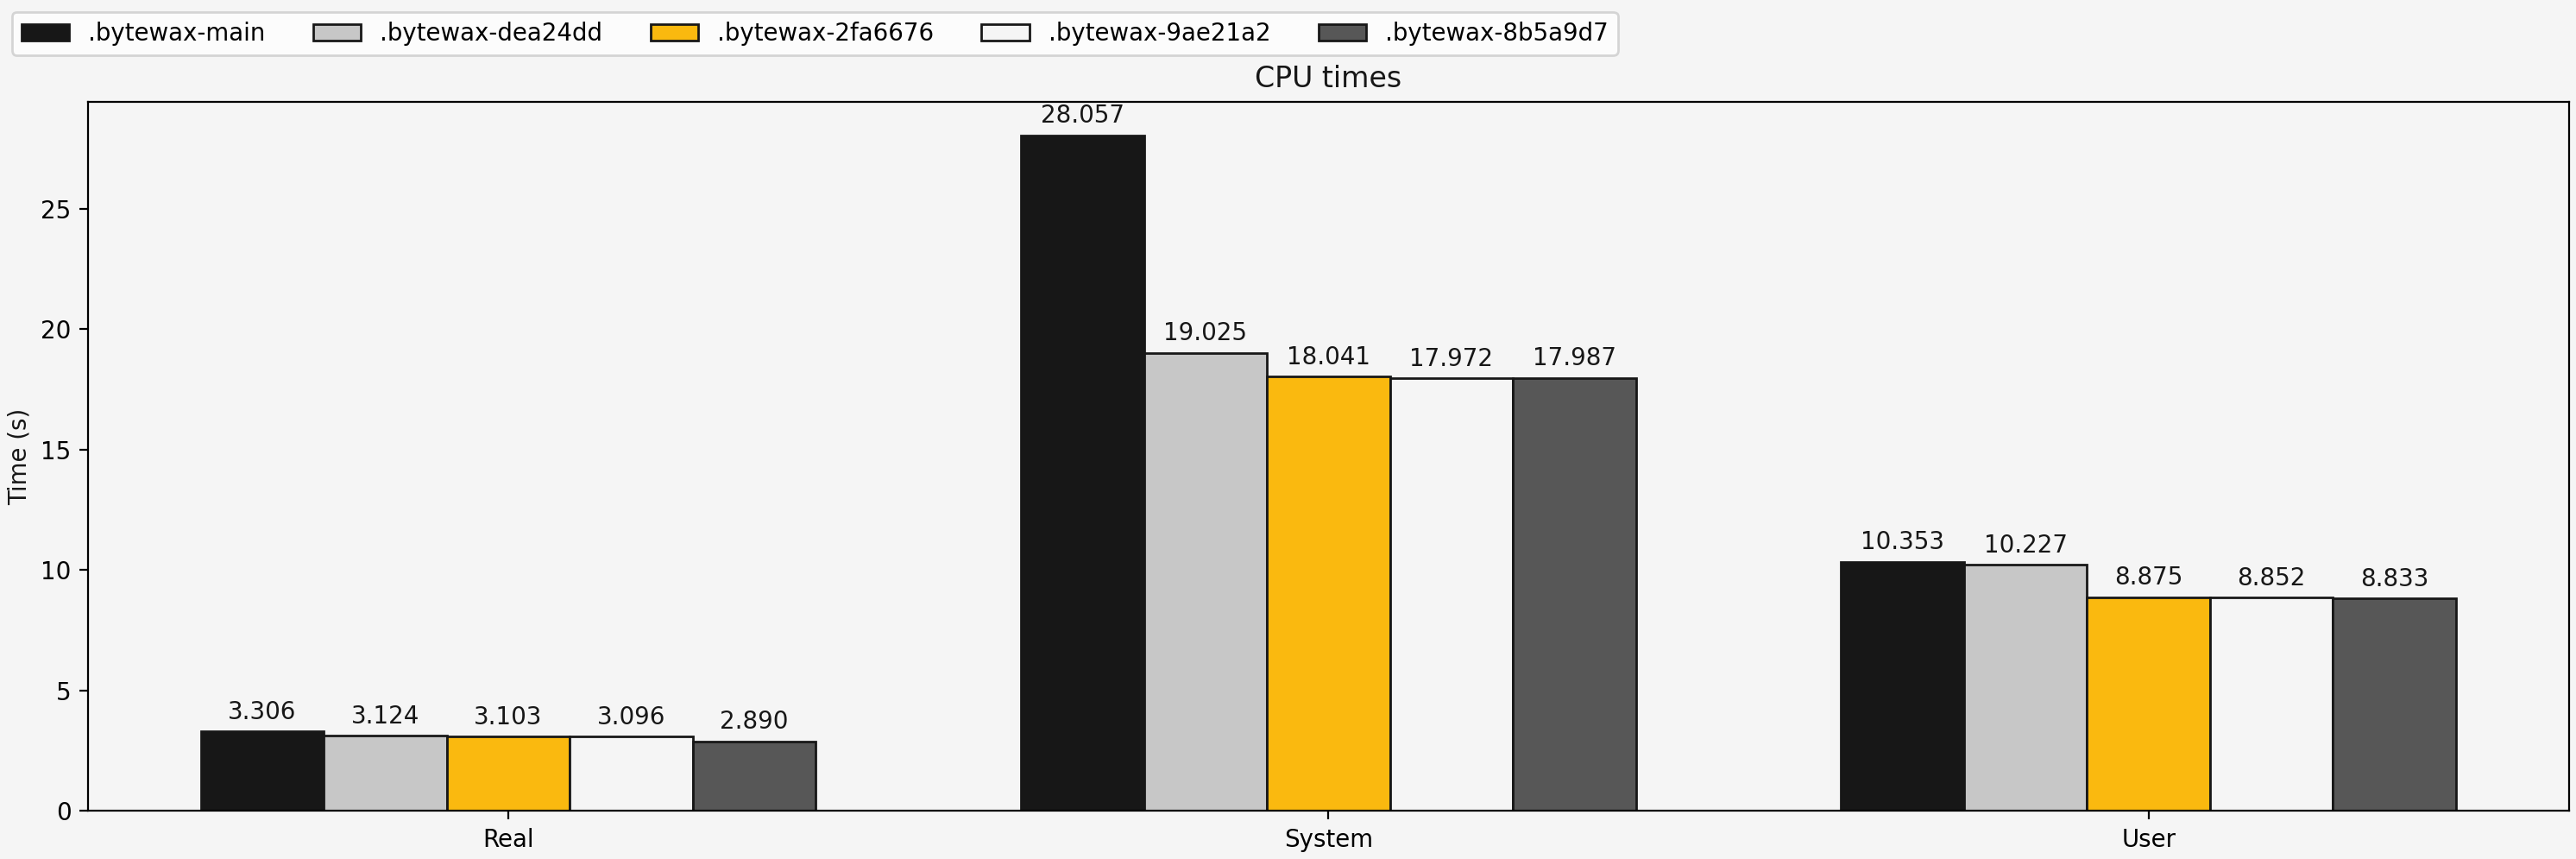 .bytewax-main .bytewax-dea24dd .bytewax-2fa6676 .bytewax-9ae21a2 .bytewax-8b5a9d7
CPU times
Time (s)
25
20
15
10
5
0
3.306 3.124 3.103 3.096 2.890
28.057 19.025 18.041 17.972 17.987
10.353 10.227 8.875 8.852 8.833
Real System User